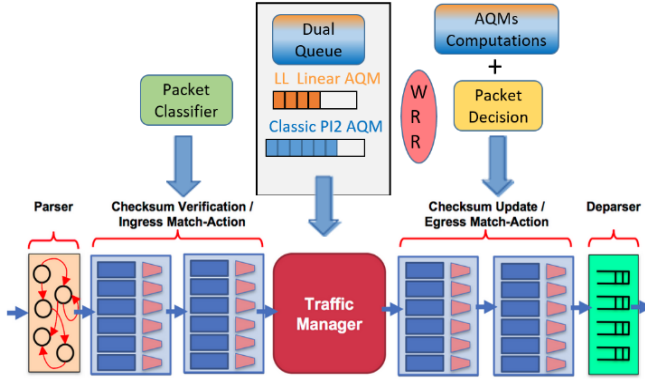 Dual
Queue
LL Linear AQM
Classic PI2 AQM
W
R
R
AQMs
Computations
+
Packet
Decision
Packet
Classifier
Parser
Checksum Verification /
Ingress Match-Action
Checksum Update /
Egress Match-Action
Deparser
Traffic
Manager